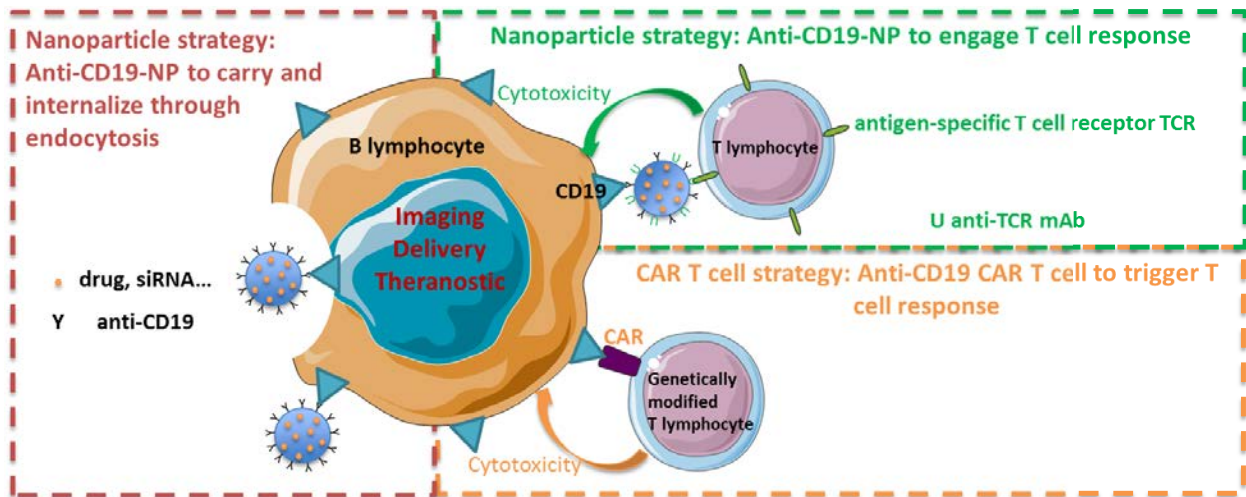 Nanoparticle strategy:
Anti-CD19-NP to carry and
internalize through
endocytosis
drug, siRNA...
Y anti-CD19
B lymphocyte
Imaging
Delivery
Theranostic
CD19
Nanoparticle strategy: Anti-CD19-NP to engage T cell response
Cytotoxicity
T lymphocyte
antigen-specific T cell receptor TCR
U anti-TCR mAb
CAR T cell strategy: Anti-CD19 CAR T cell to trigger T
cell response
CAR
Genetically
modified
T lymphocyte
Cytotoxicity